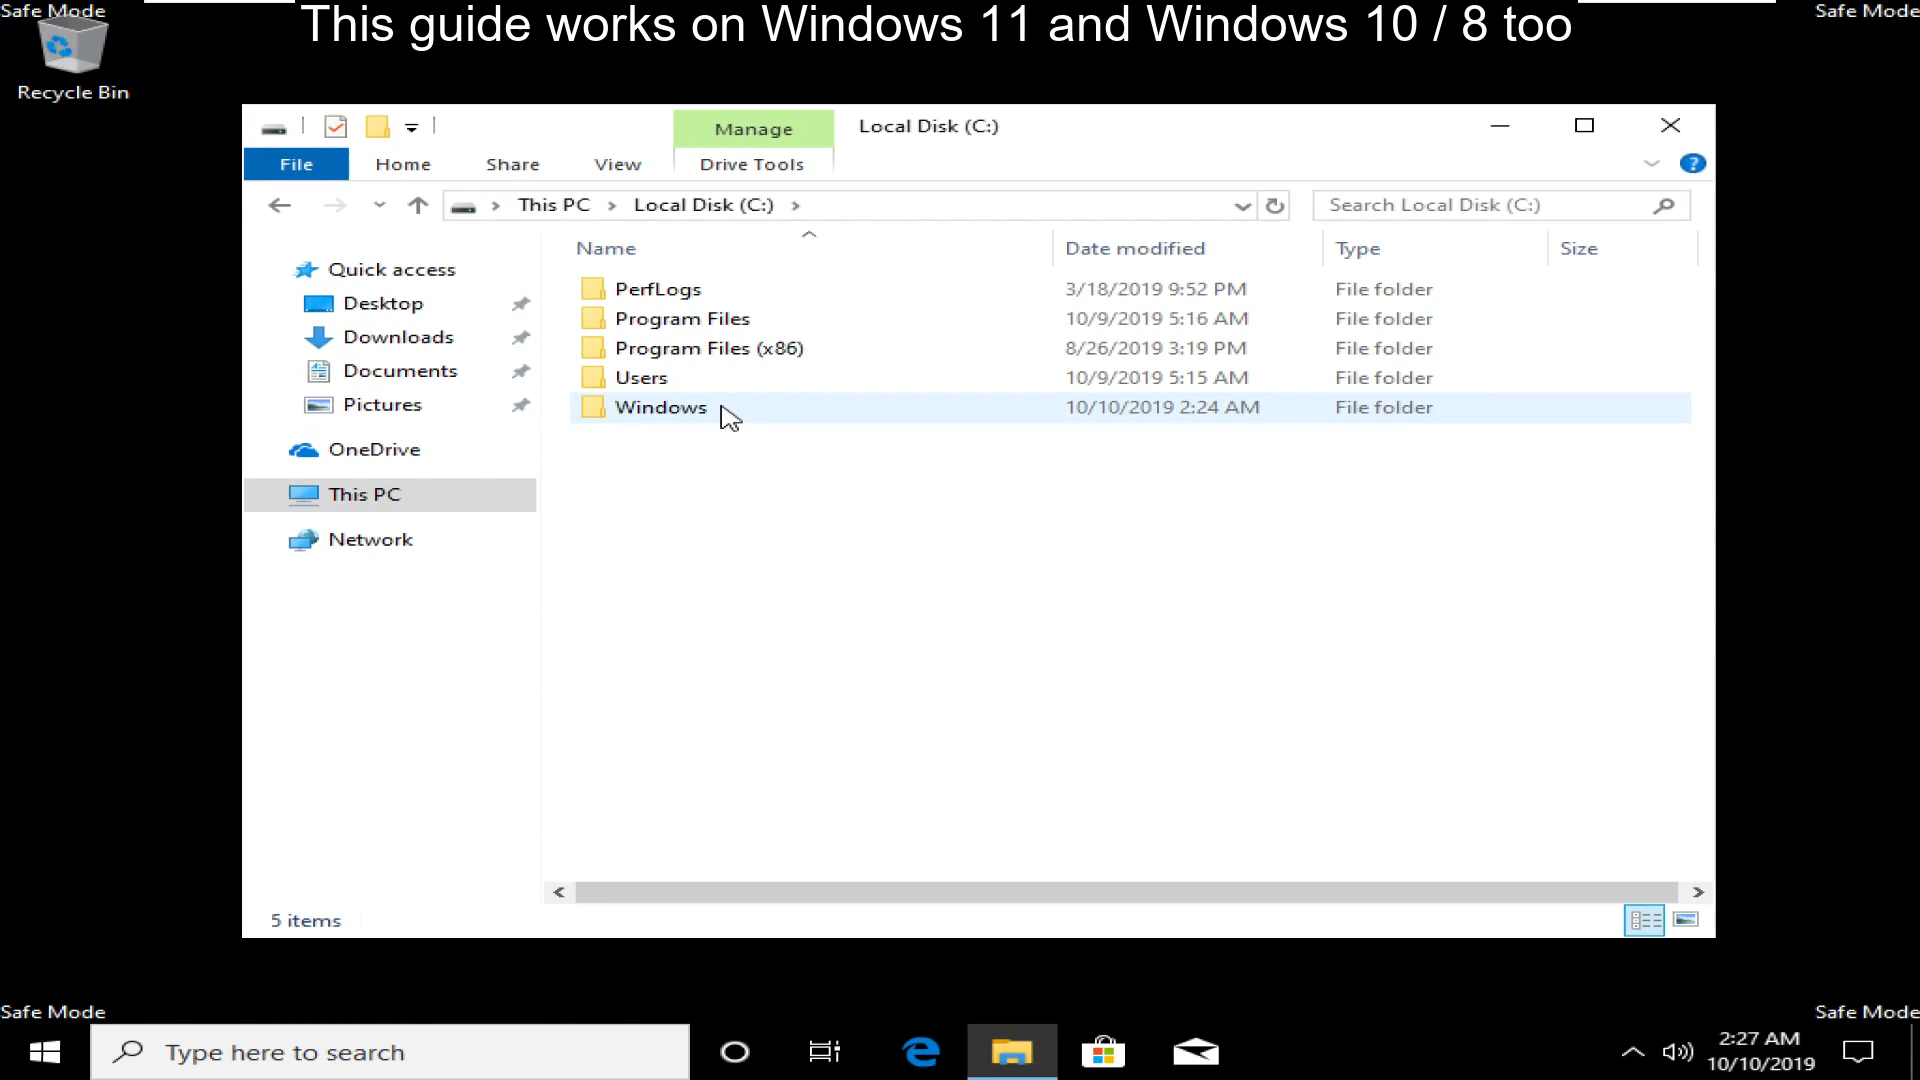 Safe Mode
This guide works on Windows 11 and Windows 10 / 8 too
Safe Mode
Recycle Bin
Manage
Local Disk (C:)
File
Home
Share
View
Drive Tools
?
This PC > Local Disk (C:) >
Search Local Disk (C:)
Name
Date modified
Type
Size
Quick access
Desktop
Downloads
Documents
Pictures
OneDrive
This PC
Network
PerfLogs 3/18/2019 9:52 PM File folder
Program Files 10/9/2019 5:16 AM File folder
Program Files (x86) 8/26/2019 3:19 PM File folder
Users 10/9/2019 5:15 AM File folder
Windows 10/10/2019 2:24 AM File folder
5 items
Safe Mode
Safe Mode
Type here to search
2:27 AM
10/10/2019